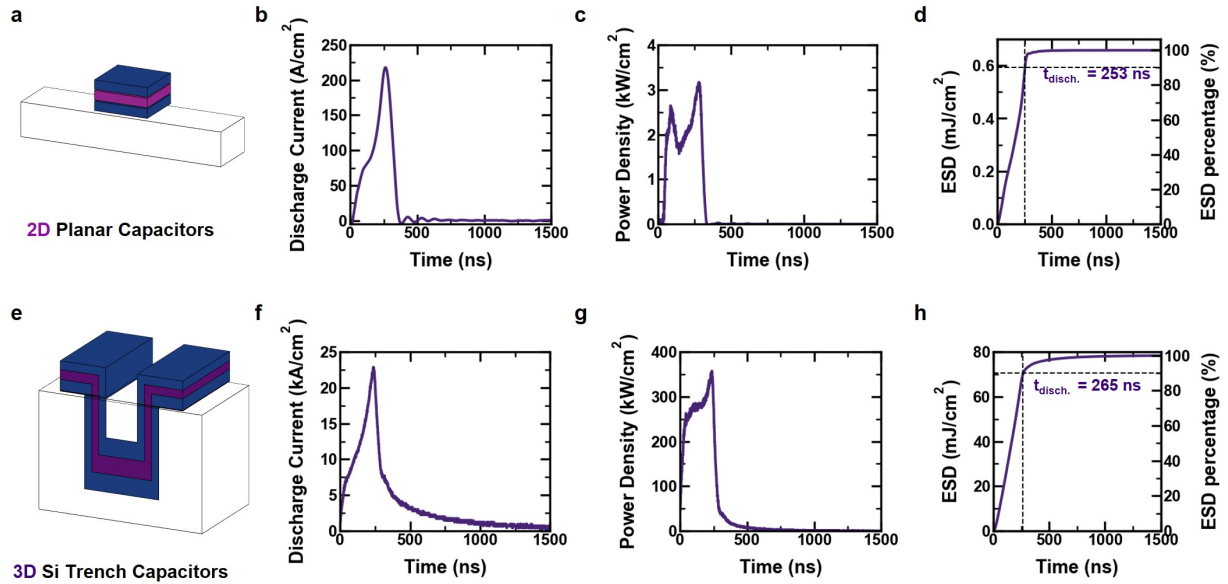 a
2D Planar Capacitors
b
Discharge Current (A/cm²)
250
200
150
100
50
0
0 500 1000 1500
Time (ns)
c
Power Density (kW/cm²)
4
3
2
1
0
0 500 1000 1500
Time (ns)
d
ESD (mJ/cm²)
0.6
0.4
0.2
0.0
t disch. = 253 ns
100
80
60
40
20
0
ESD percentage (%)
0 500 1000 1500
Time (ns)
e
3D Si Trench Capacitors
f
Discharge Current (kA/cm²)
25
20
15
10
5
0
0 500 1000 1500
Time (ns)
g
Power Density (kW/cm²)
400
300
200
100
0
0 500 1000 1500
Time (ns)
h
ESD (mJ/cm²)
80
60
40
20
0
t disch. = 265 ns
100
80
60
40
20
0
ESD percentage (%)
0 500 1000 1500
Time (ns)